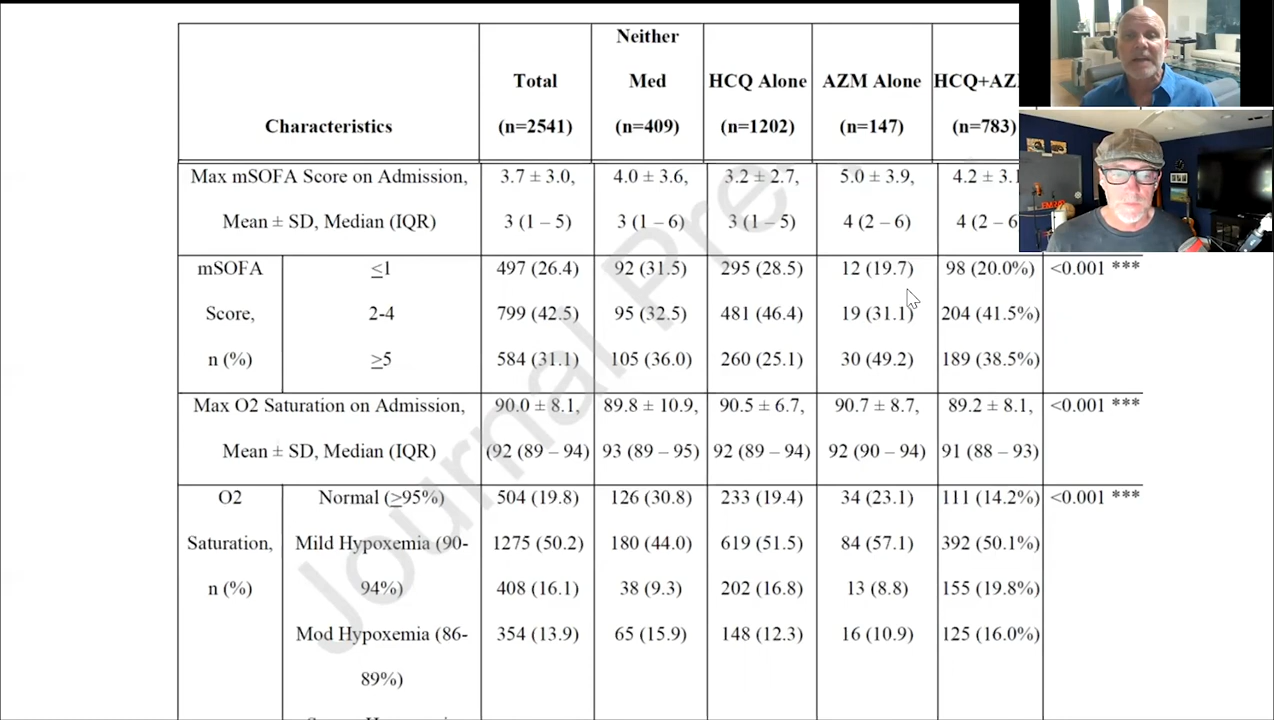 Neither
Total Med HCQ Alone AZM Alone HCQ+AZ
Characteristics (n=2541) (n=409) (n=1202) (n=147) (n=783)
Max mSOFA Score on Admission, 3.7 ± 3.0, 4.0 ± 3.6, 3.2 ± 2.7, 5.0 ± 3.9, 4.2 ± 3.1
Mean ± SD, Median (IQR) 3 (1 – 5) 3 (1 – 6) 3 (1 – 5) 4 (2 – 6) 4 (2 – 6
mSOFA ≤1 497 (26.4) 92 (31.5) 295 (28.5) 12 (19.7) 98 (20.0%) <0.001 ***
Score, 2-4 799 (42.5) 95 (32.5) 481 (46.4) 19 (31.1) 204 (41.5%)
n (%) ≥5 584 (31.1) 105 (36.0) 260 (25.1) 30 (49.2) 189 (38.5%)
Max O2 Saturation on Admission, 90.0 ± 8.1, 89.8 ± 10.9, 90.5 ± 6.7, 90.7 ± 8.7, 89.2 ± 8.1, <0.001 ***
Mean ± SD, Median (IQR) (92 (89 – 94) 93 (89 – 95) 92 (89 – 94) 92 (90 – 94) 91 (88 – 93)
O2 Normal (≥95%) 504 (19.8) 126 (30.8) 233 (19.4) 34 (23.1) 111 (14.2%) <0.001 ***
Saturation, Mild Hypoxemia (90- 1275 (50.2) 180 (44.0) 619 (51.5) 84 (57.1) 392 (50.1%)
n (%) 94%) 408 (16.1) 38 (9.3) 202 (16.8) 13 (8.8) 155 (19.8%)
Mod Hypoxemia (86- 354 (13.9) 65 (15.9) 148 (12.3) 16 (10.9) 125 (16.0%)
89%)
Journal Pre